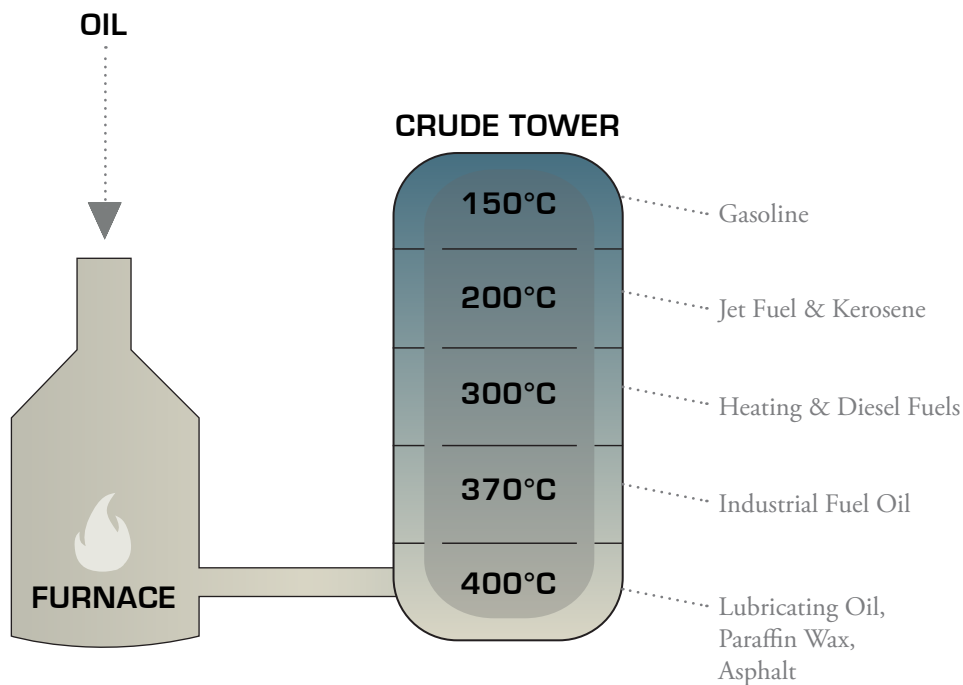 OIL
CRUDE TOWER
150°C
Gasoline
200°C
Jet Fuel & Kerosene
300°C
Heating & Diesel Fuels
370°C
Industrial Fuel Oil
400°C
FURNACE
Lubricating Oil,
Paraffin Wax,
Asphalt